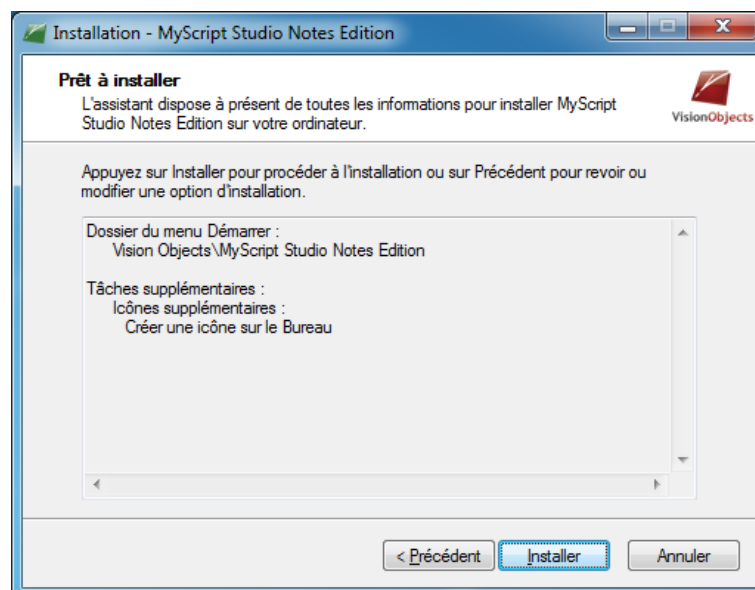 Installation - MyScript Studio Notes Edition
Prêt à installer
L'assistant dispose à présent de toutes les informations pour installer MyScript
Studio Notes Edition sur votre ordinateur.
VisionObjects
Appuyez sur Installer pour procéder à l'installation ou sur Précédent pour revoir ou
modifier une option d'installation.
Dossier du menu Démarrer :
Vision Objects\MyScript Studio Notes Edition
Tâches supplémentaires :
Icônes supplémentaires :
Créer une icône sur le Bureau
< Précédent
Installer
Annuler